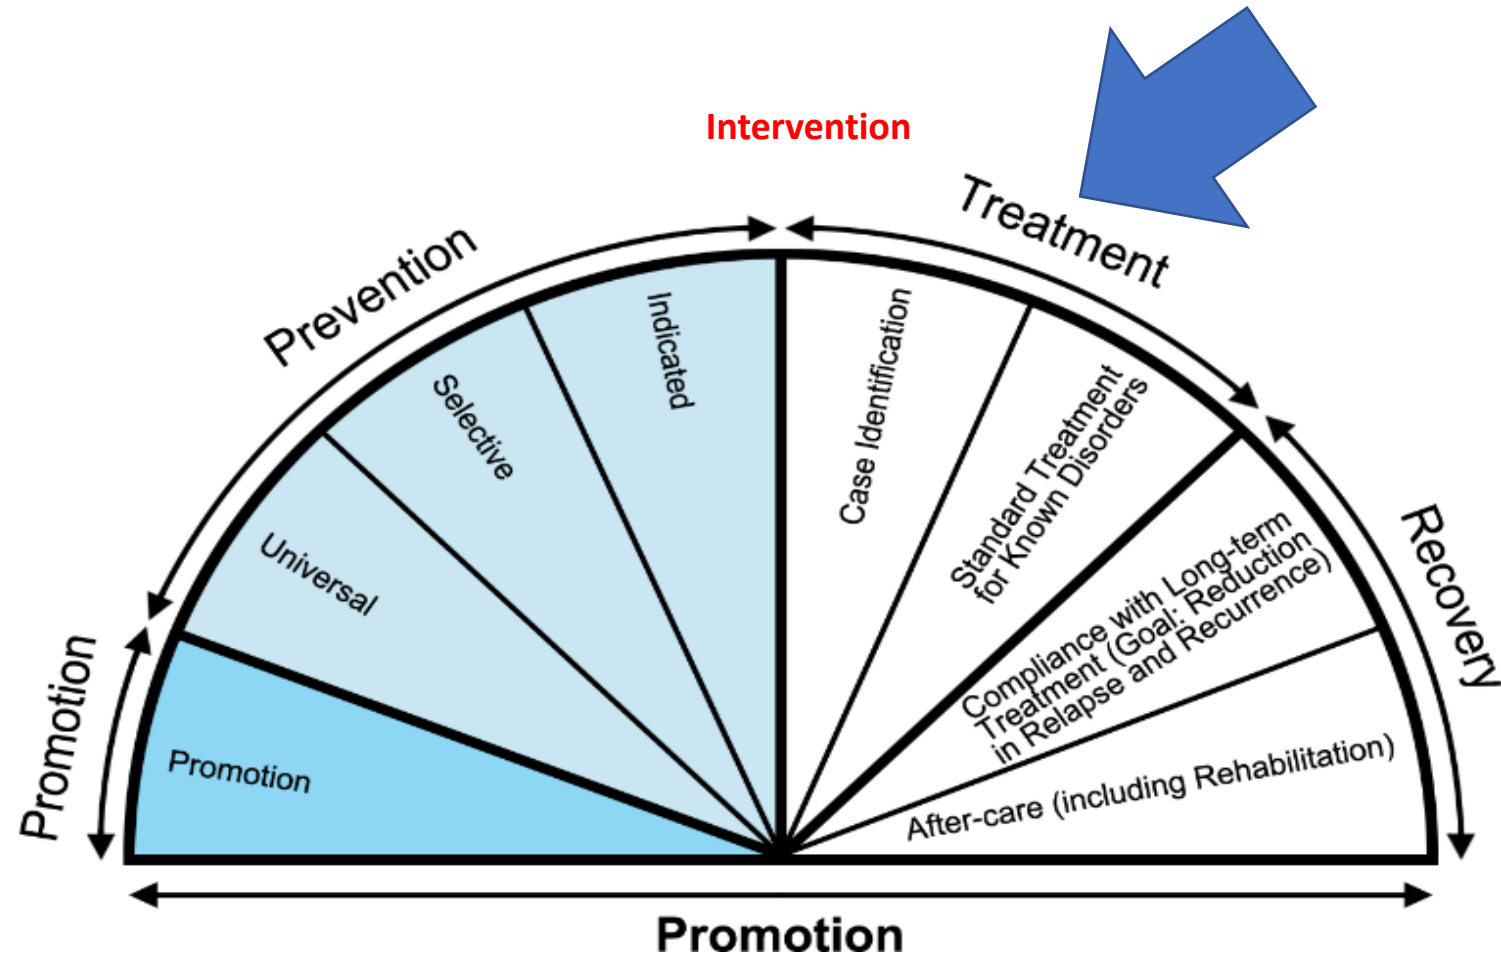 Intervention
Treatment
Prevention
Indicated
Case Identification
Selective
Standard Treatment
for Known Disorders
Universal
Compliance with Long-term
Treatment (Goal: Reduction
in Relapse and Recurrence)
Recovery
Promotion
Promotion
After-care (including Rehabilitation)
Promotion